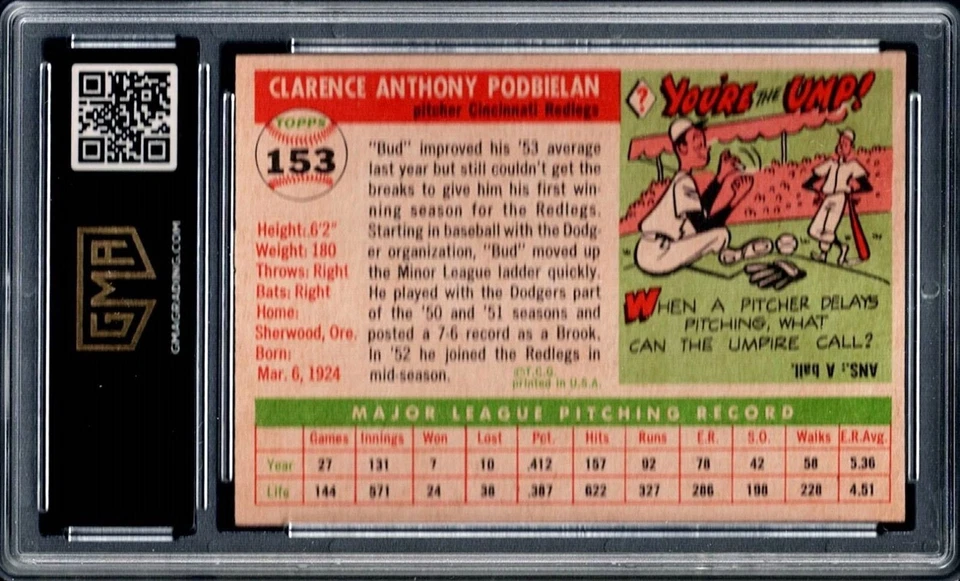 GMA
GMAGRADING.COM
CLARENCE ANTHONY PODBIELAN
pitcher Cincinnati Redlegs
TOPPS
153
Height: 6'2"
Weight: 180
Throws: Right
Bats: Right
Home:
Sherwood, Ore.
Born:
Mar. 6, 1924
"Bud" improved his '53 average
last year but still couldn't get the
breaks to give him his first win-
ning season for the Redlegs.
Starting in baseball with the Dodg-
er organization, "Bud" moved up
the Minor League ladder quickly.
He played with the Dodgers part
of the '50 and '51 seasons and
posted a 7-6 record as a Brook.
In '52 he joined the Redlegs in
mid-season.
©T.C.G.
printed in U.S.A.
? YOU'RE THE UMP!
WHEN A PITCHER DELAYS
PITCHING, WHAT
CAN THE UMPIRE CALL?
ANS.: A ball.
MAJOR LEAGUE PITCHING RECORD
Games Innings Won Lost Pct. Hits Runs E.R. S.O. Walks E.R.Avg.
Year 27 131 7 10 .412 157 92 78 42 58 5.36
Life 144 571 24 38 .387 622 327 286 198 228 4.51